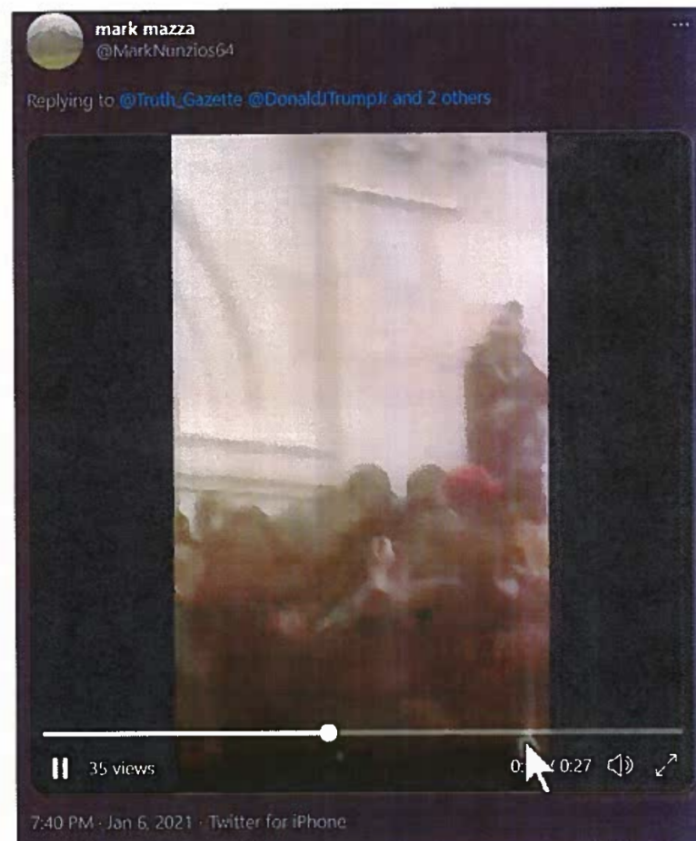 mark mazza
@MarkNunzios64
Replying to @Truth_Gazette @DonaldJTrumpJr and 2 others
35 views
0:27
7:40 PM · Jan 6, 2021 · Twitter for iPhone